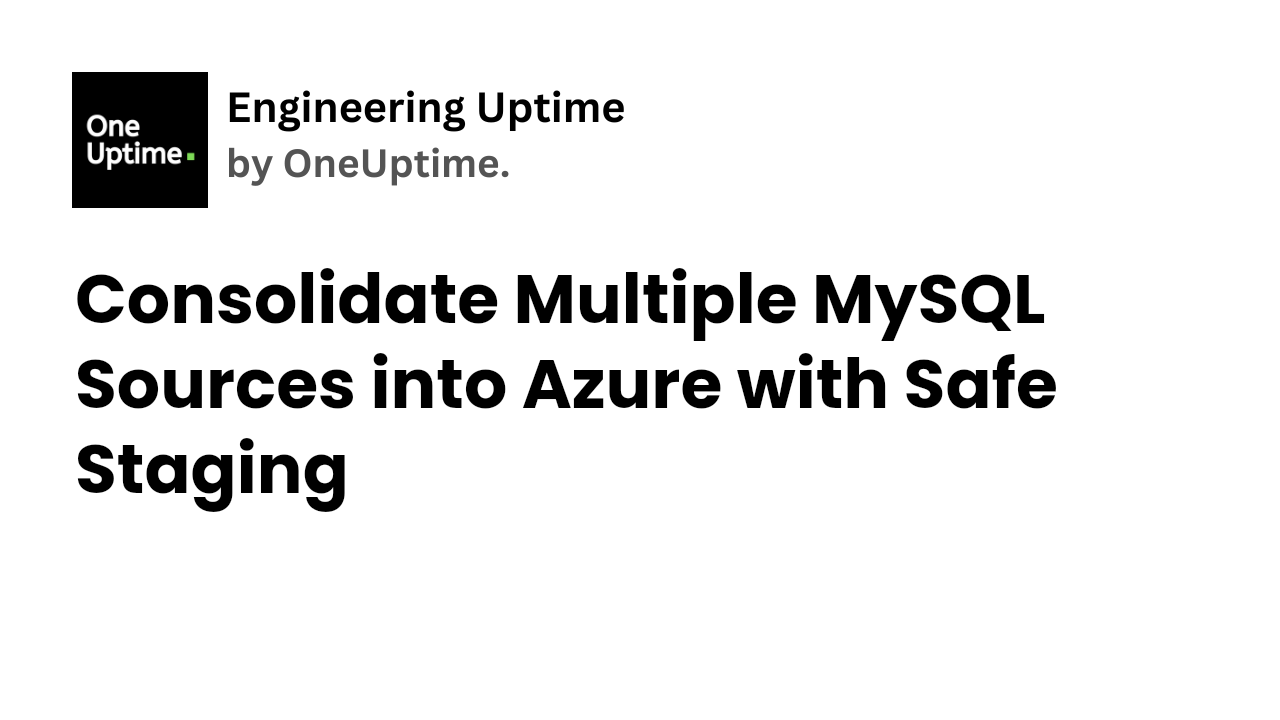 One
Uptime
Engineering Uptime
by OneUptime.
Consolidate Multiple MySQL
Sources into Azure with Safe
Staging